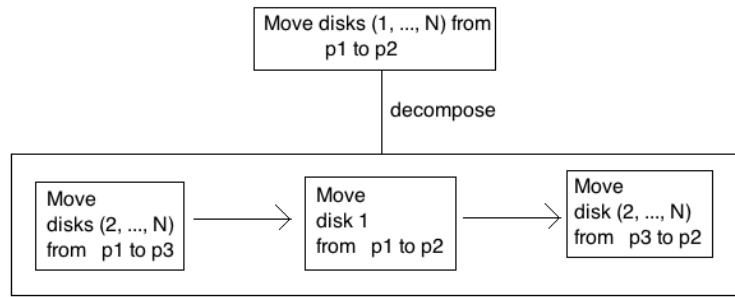 Move disks (1, ..., N) from
p1 to p2
decompose
Move
disks (2, ..., N)
from p1 to p3
Move
disk 1
from p1 to p2
Move
disk (2, ..., N)
from p3 to p2